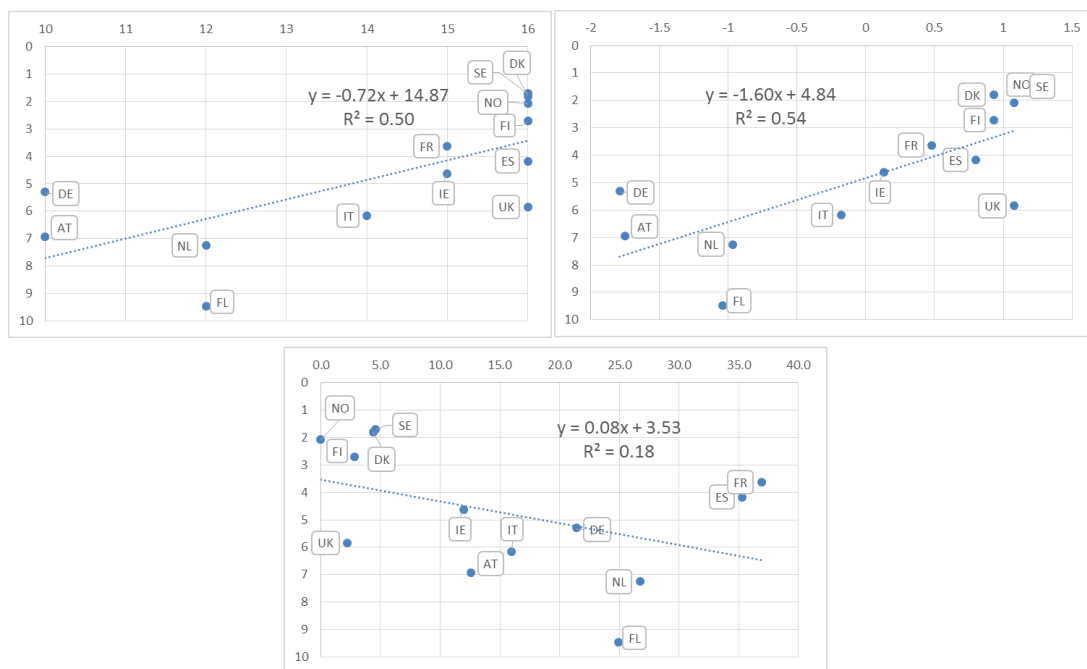 10 11 12 13 14 15 16
0
1
2
3
4
5
6
7
8
9
10
DK
SE
y = -0.72x + 14.87
NO
R² = 0.50
FI
FR
ES
IE
DE
UK
IT
AT
NL
FL
-2 -1.5 -1 -0.5 0 0.5 1 1.5
0
1
2
3
4
5
6
7
8
9
10
NO SE
y = -1.60x + 4.84
DK
R² = 0.54
FI
FR
ES
IE
DE
UK
IT
AT
NL
FL
0.0 5.0 10.0 15.0 20.0 25.0 30.0 35.0 40.0
0
1
2
3
4
5
6
7
8
9
10
NO
SE
y = 0.08x + 3.53
FI
DK
R² = 0.18
FR
ES
IE IT DE
UK
AT
NL
FL